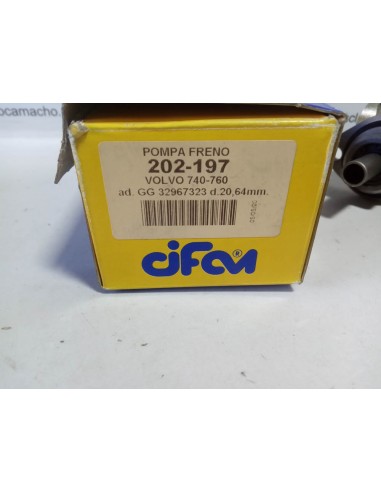 ocamacho.
POMPA FRENO
202-197
VOLVO 740-760
ad. GG 32967323 d.20,64mm.
CIFAM®